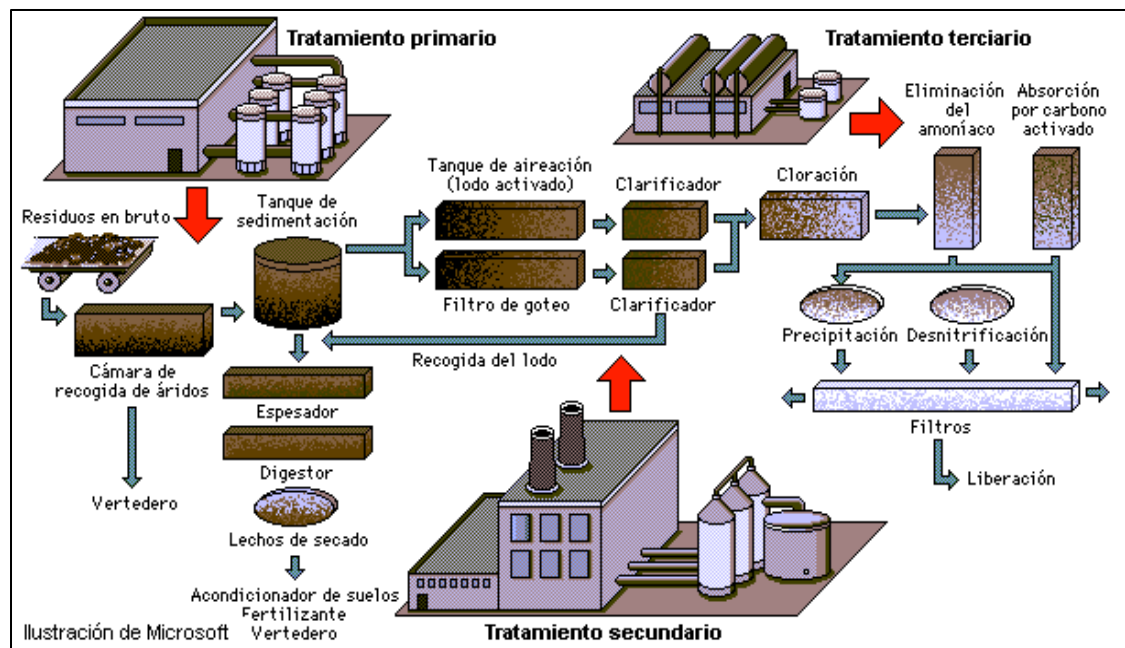 Tratamiento primario
Tratamiento terciario
Eliminación
del
amoníaco
Absorción
por carbono
activado
Residuos en bruto
Tanque de
sedimentación
Tanque de aireación
(lodo activado)
Clarificador
Cloración
Filtro de goteo
Clarificador
Precipitación
Desnitrificación
Recogida del lodo
Cámara de
recogida de áridos
Espesador
Filtros
Digestor
Liberación
Vertedero
Lechos de secado
Acondicionador de suelos
Fertilizante
Vertedero
Ilustración de Microsoft
Tratamiento secundario